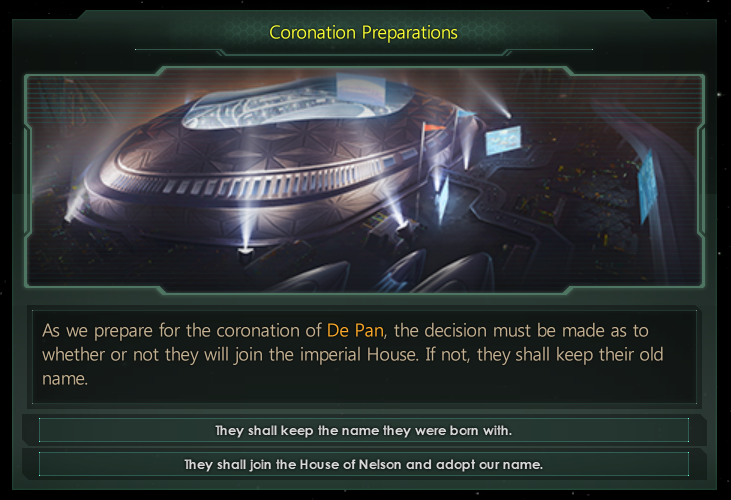 Coronation Preparations
As we prepare for the coronation of De Pan, the decision must be made as to
whether or not they will join the imperial House. If not, they shall keep their old
name.
They shall keep the name they were born with.
They shall join the House of Nelson and adopt our name.